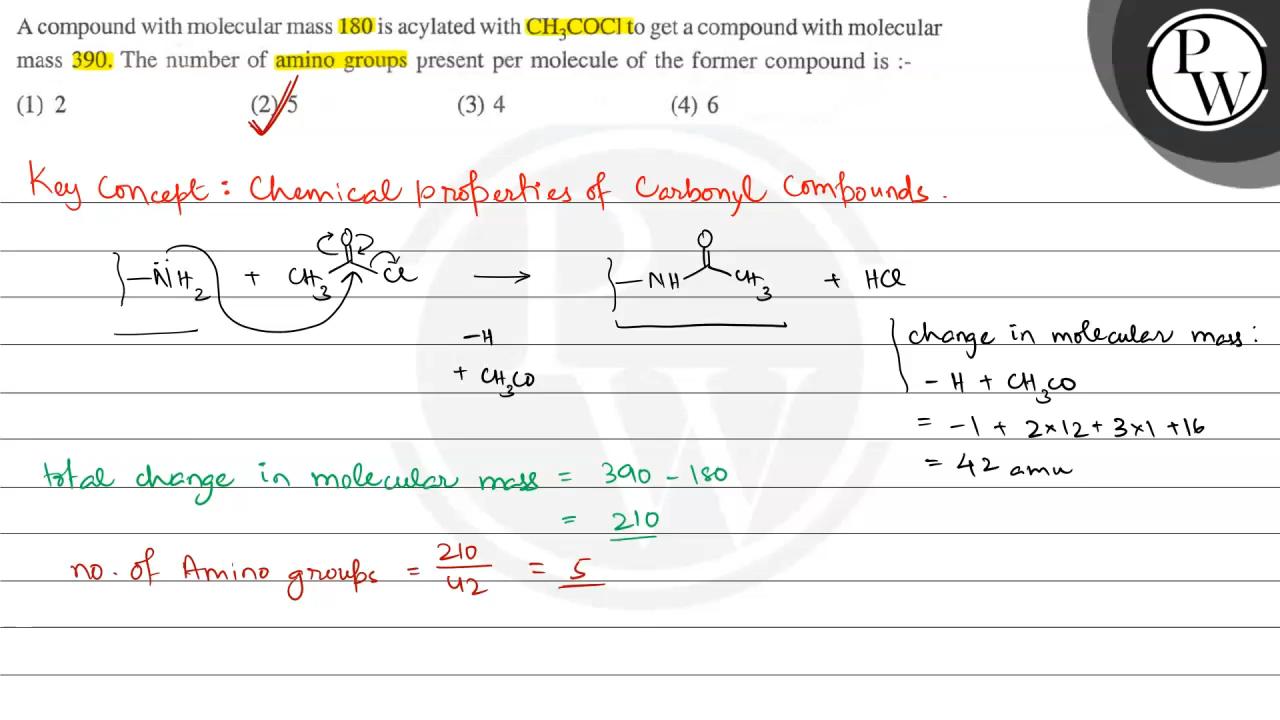 A compound with molecular mass 180 is acylated with CH₃COCl to get a compound with molecular
mass 390. The number of amino groups present per molecule of the former compound is :-
(1) 2 (2) 5 (3) 4 (4) 6
P
W
Key Concept : Chemical properties of Carbonyl Compounds.
}-N̈H₂ + CH₃ O Cl ⟶ }-NH O CH₃ + HCl
-H
+ CH₃CO
change in molecular mass :
- H + CH₃CO
= -1 + 2×12 + 3×1 + 16
= 42 amu
total change in molecular mass = 390 - 180
= 210
no. of Amino groups = 210/42 = 5